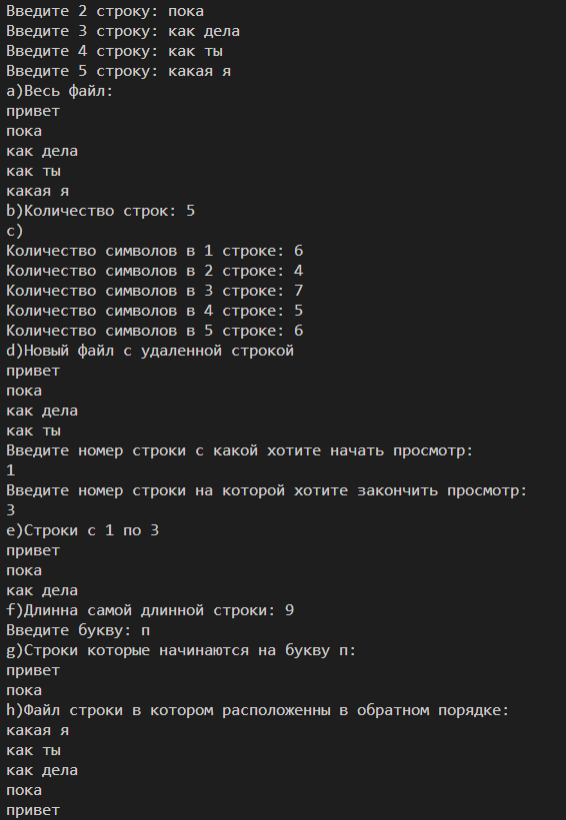 Введите 2 строку: пока
Введите 3 строку: как дела
Введите 4 строку: как ты
Введите 5 строку: какая я
a)Весь файл:
привет
пока
как дела
как ты
какая я
b)Количество строк: 5
c)
Количество символов в 1 строке: 6
Количество символов в 2 строке: 4
Количество символов в 3 строке: 7
Количество символов в 4 строке: 5
Количество символов в 5 строке: 6
d)Новый файл с удаленной строкой
привет
пока
как дела
как ты
Введите номер строки с какой хотите начать просмотр:
1
Введите номер строки на которой хотите закончить просмотр:
3
e)Строки с 1 по 3
привет
пока
как дела
f)Длинна самой длинной строки: 9
Введите букву: п
g)Строки которые начинаются на букву п:
привет
пока
h)Файл строки в котором расположенны в обратном порядке:
какая я
как ты
как дела
пока
привет